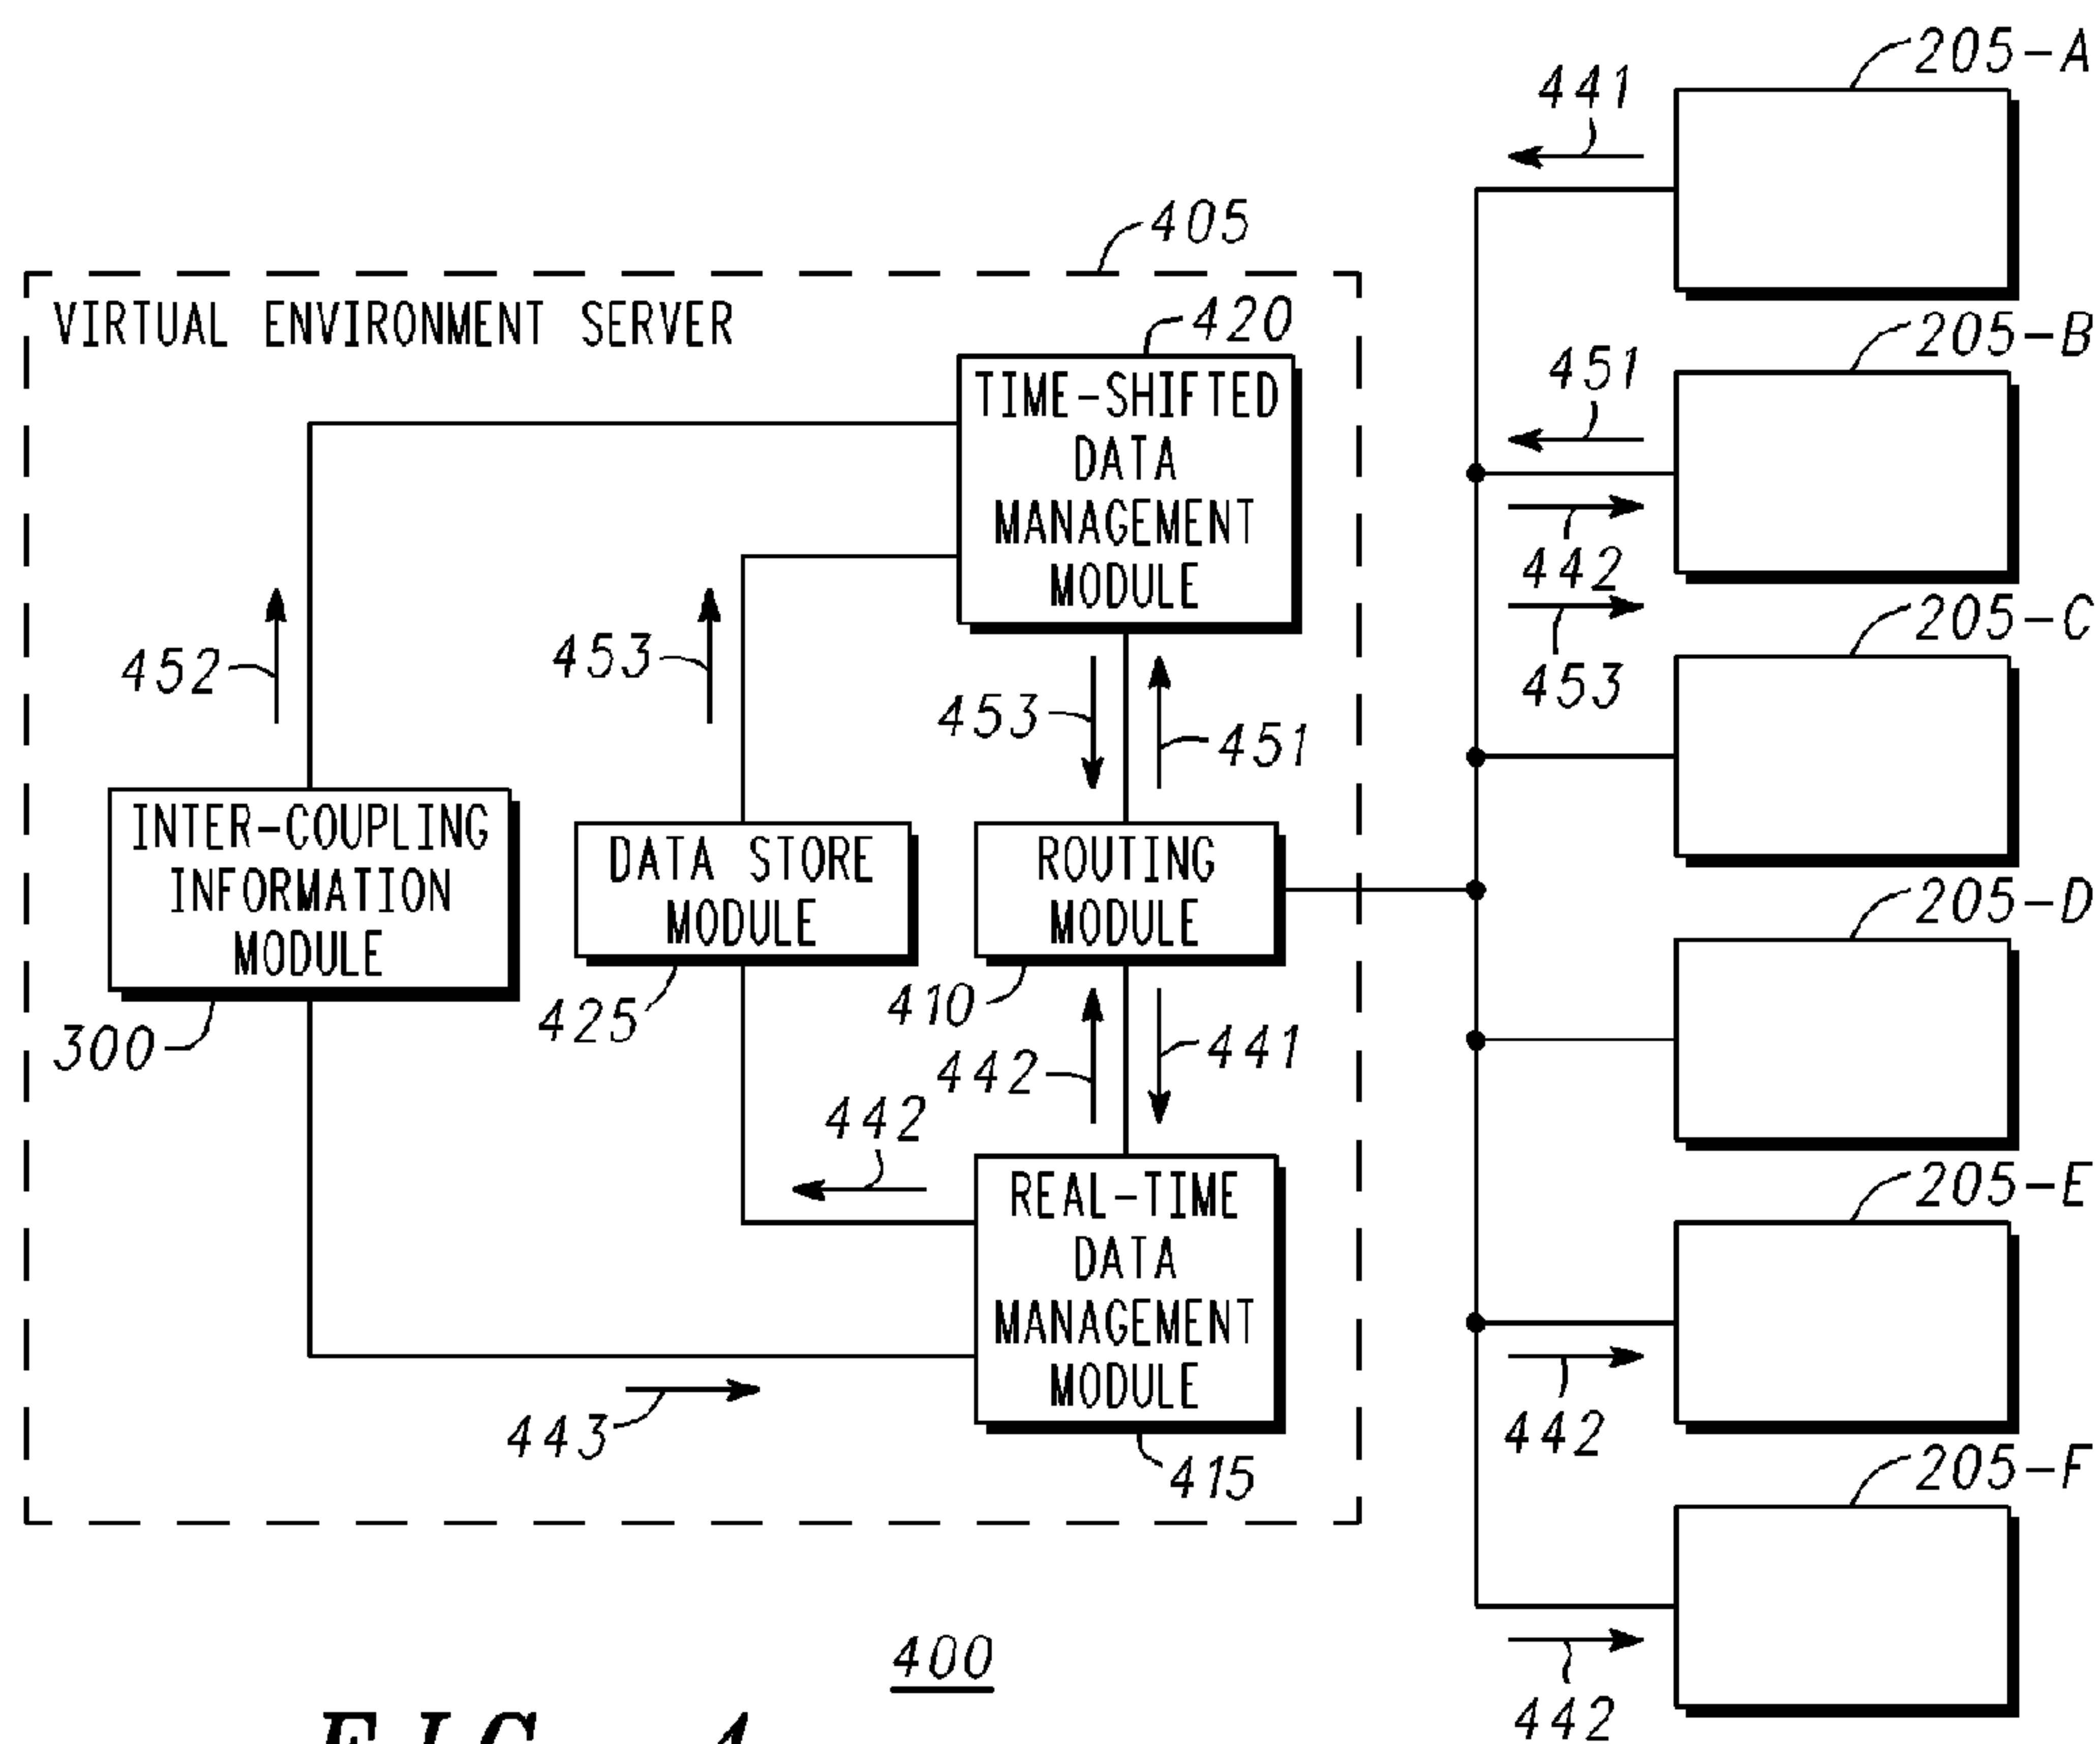 205-A
441
405
VIRTUAL ENVIRONMENT SERVER
420
205-B
TIME-SHIFTED
DATA
MANAGEMENT
MODULE
451
442
453
205-C
452
453
453
451
INTER-COUPLING
INFORMATION
MODULE
DATA STORE
MODULE
ROUTING
MODULE
205-D
300
425
410
442
441
442
REAL-TIME
DATA
MANAGEMENT
MODULE
205-E
443
415
442
205-F
442
400
FIG. 4